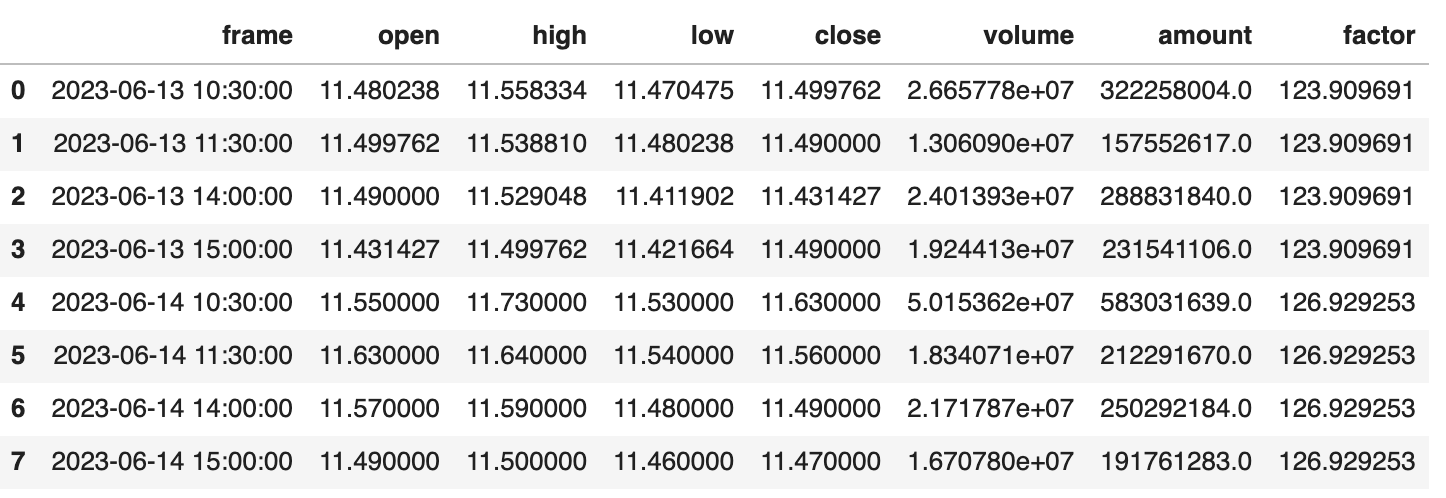 frame open high low close volume amount factor
0 2023-06-13 10:30:00 11.480238 11.558334 11.470475 11.499762 2.665778e+07 322258004.0 123.909691
1 2023-06-13 11:30:00 11.499762 11.538810 11.480238 11.490000 1.306090e+07 157552617.0 123.909691
2 2023-06-13 14:00:00 11.490000 11.529048 11.411902 11.431427 2.401393e+07 288831840.0 123.909691
3 2023-06-13 15:00:00 11.431427 11.499762 11.421664 11.490000 1.924413e+07 231541106.0 123.909691
4 2023-06-14 10:30:00 11.550000 11.730000 11.530000 11.630000 5.015362e+07 583031639.0 126.929253
5 2023-06-14 11:30:00 11.630000 11.640000 11.540000 11.560000 1.834071e+07 212291670.0 126.929253
6 2023-06-14 14:00:00 11.570000 11.590000 11.480000 11.490000 2.171787e+07 250292184.0 126.929253
7 2023-06-14 15:00:00 11.490000 11.500000 11.460000 11.470000 1.670780e+07 191761283.0 126.929253